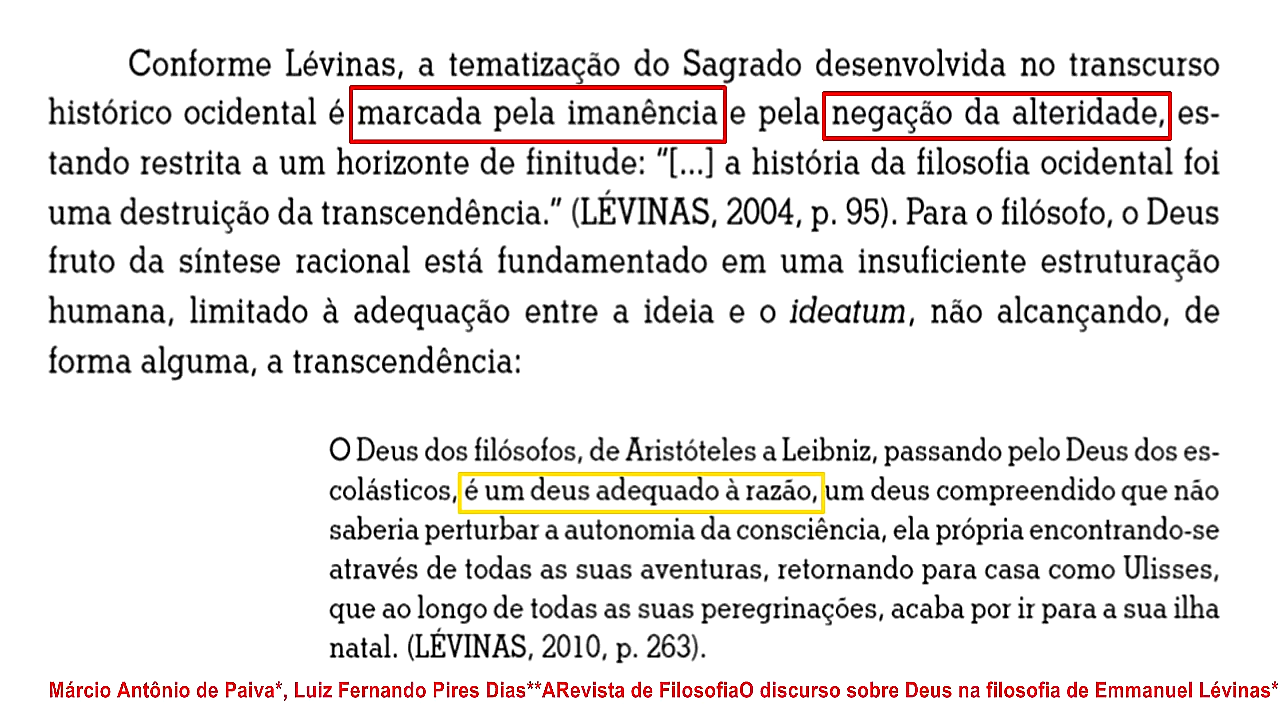 Conforme Lévinas, a tematização do Sagrado desenvolvida no transcurso
histórico ocidental é marcada pela imanência e pela negação da alteridade, es-
tando restrita a um horizonte de finitude: “[...] a história da filosofia ocidental foi
uma destruição da transcendência.” (LÉVINAS, 2004, p. 95). Para o filósofo, o Deus
fruto da síntese racional está fundamentado em uma insuficiente estruturação
humana, limitado à adequação entre a ideia e o ideatum, não alcançando, de
forma alguma, a transcendência:
O Deus dos filósofos, de Aristóteles a Leibniz, passando pelo Deus dos es-
colásticos, é um deus adequado à razão, um deus compreendido que não
saberia perturbar a autonomia da consciência, ela própria encontrando-se
através de todas as suas aventuras, retornando para casa como Ulisses,
que ao longo de todas as suas peregrinações, acaba por ir para a sua ilha
natal. (LÉVINAS, 2010, p. 263).
Márcio Antônio de Paiva*, Luiz Fernando Pires Dias**ARevista de FilosofiaO discurso sobre Deus na filosofia de Emmanuel Lévinas*